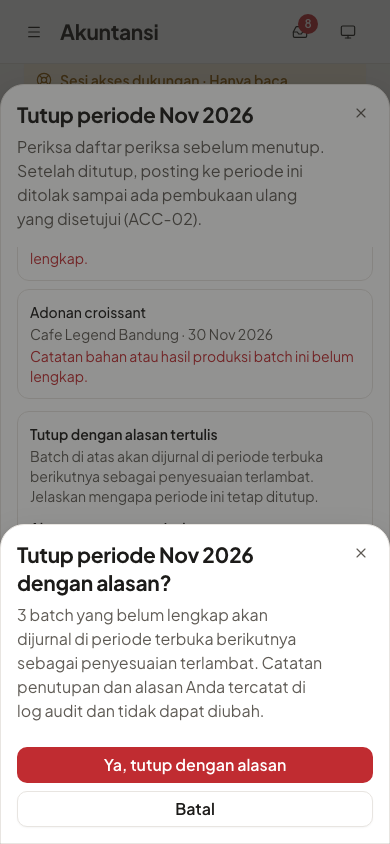 Akuntansi
8
Sesi akses dukungan · Hanya baca
Tutup periode Nov 2026
Periksa daftar periksa sebelum menutup.
Setelah ditutup, posting ke periode ini
ditolak sampai ada pembukaan ulang
yang disetujui (ACC-02).
lengkap.
Adonan croissant
Cafe Legend Bandung · 30 Nov 2026
Catatan bahan atau hasil produksi batch ini belum
lengkap.
Tutup dengan alasan tertulis
Batch di atas akan dijurnal di periode terbuka
berikutnya sebagai penyesuaian terlambat.
Jelaskan mengapa periode ini tetap ditutup.
Tutup periode Nov 2026
dengan alasan?
3 batch yang belum lengkap akan
dijurnal di periode terbuka berikutnya
sebagai penyesuaian terlambat. Catatan
penutupan dan alasan Anda tercatat di
log audit dan tidak dapat diubah.
Ya, tutup dengan alasan
Batal